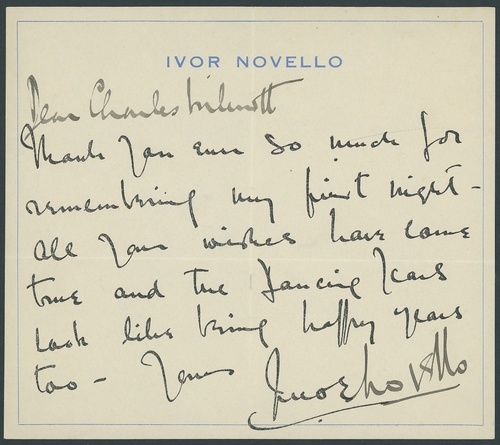 IVOR NOVELLO
Dear Charles
Thank you ever so much for
remembering my first night -
all your wishes have come
true and the Dancing Years
look like being happy years
too - Yours
Ivor Novello